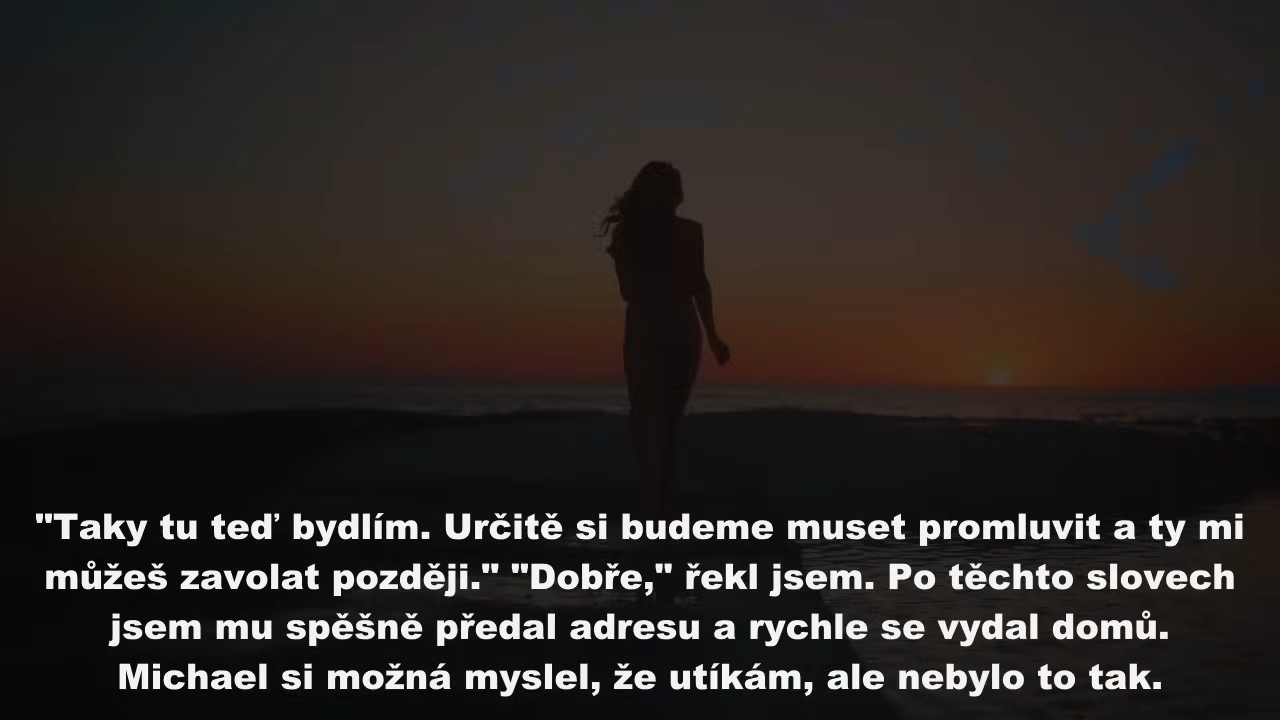 "Taky tu teď bydlím. Určitě si budeme muset promluvit a ty mi
můžeš zavolat později." "Dobře," řekl jsem. Po těchto slovech
jsem mu spěšně předal adresu a rychle se vydal domů.
Michael si možná myslel, že utíkám, ale nebylo to tak.